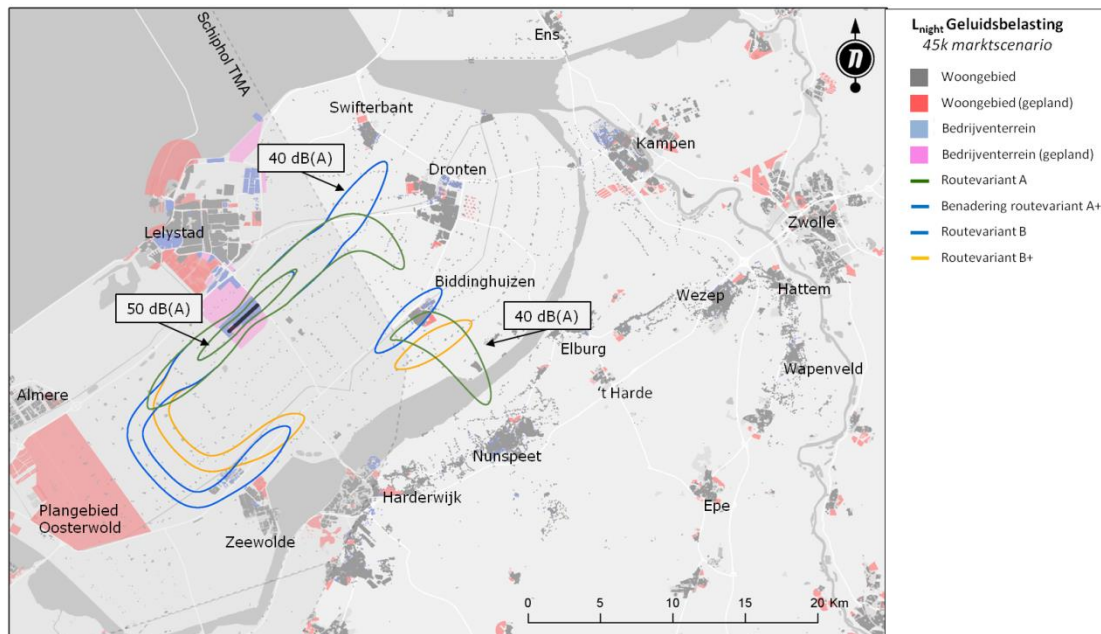 Schiphol TMA
Ens
Swifterbant
40 dB(A)
Kampen
Dronten
Zwolle
Lelystad
Biddinghuizen
Hattem
Wezep
50 dB(A)
40 dB(A)
Elburg
Wapenveld
't Harde
Almere
Nunspeet
Harderwijk
Epe
Plangebied
Oosterwold
Zeewolde
0 5 10 15 20 Km
Lnight Geluidsbelasting
45k marktscenario
Woongebied
Woongebied (gepland)
Bedrijventerrein
Bedrijventerrein (gepland)
Routevariant A
Benadering routevariant A+
Routevariant B
Routevariant B+